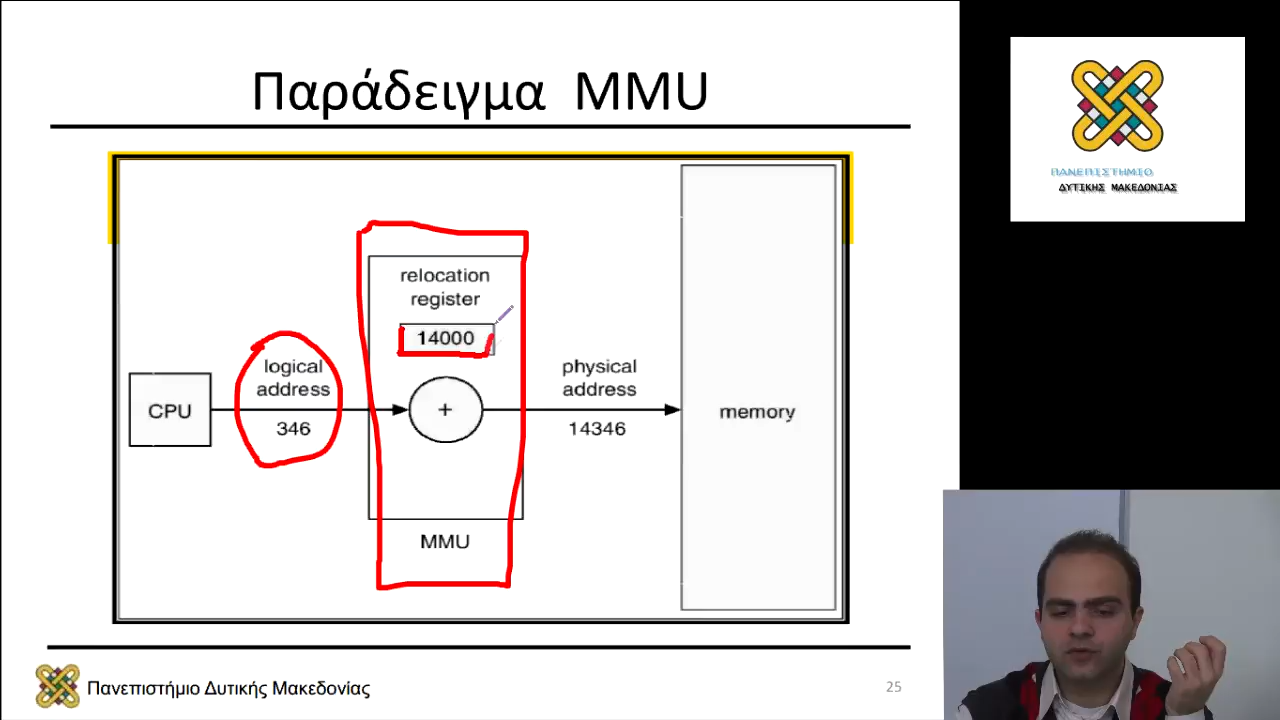 Παράδειγμα MMU
ΠΑΝΕΠΙΣΤΗΜΙΟ
ΔΥΤΙΚΗΣ ΜΑΚΕΔΟΝΙΑΣ
relocation
register
14000
logical
address
346
physical
address
14346
CPU
+
memory
MMU
Πανεπιστήμιο Δυτικής Μακεδονίας
25